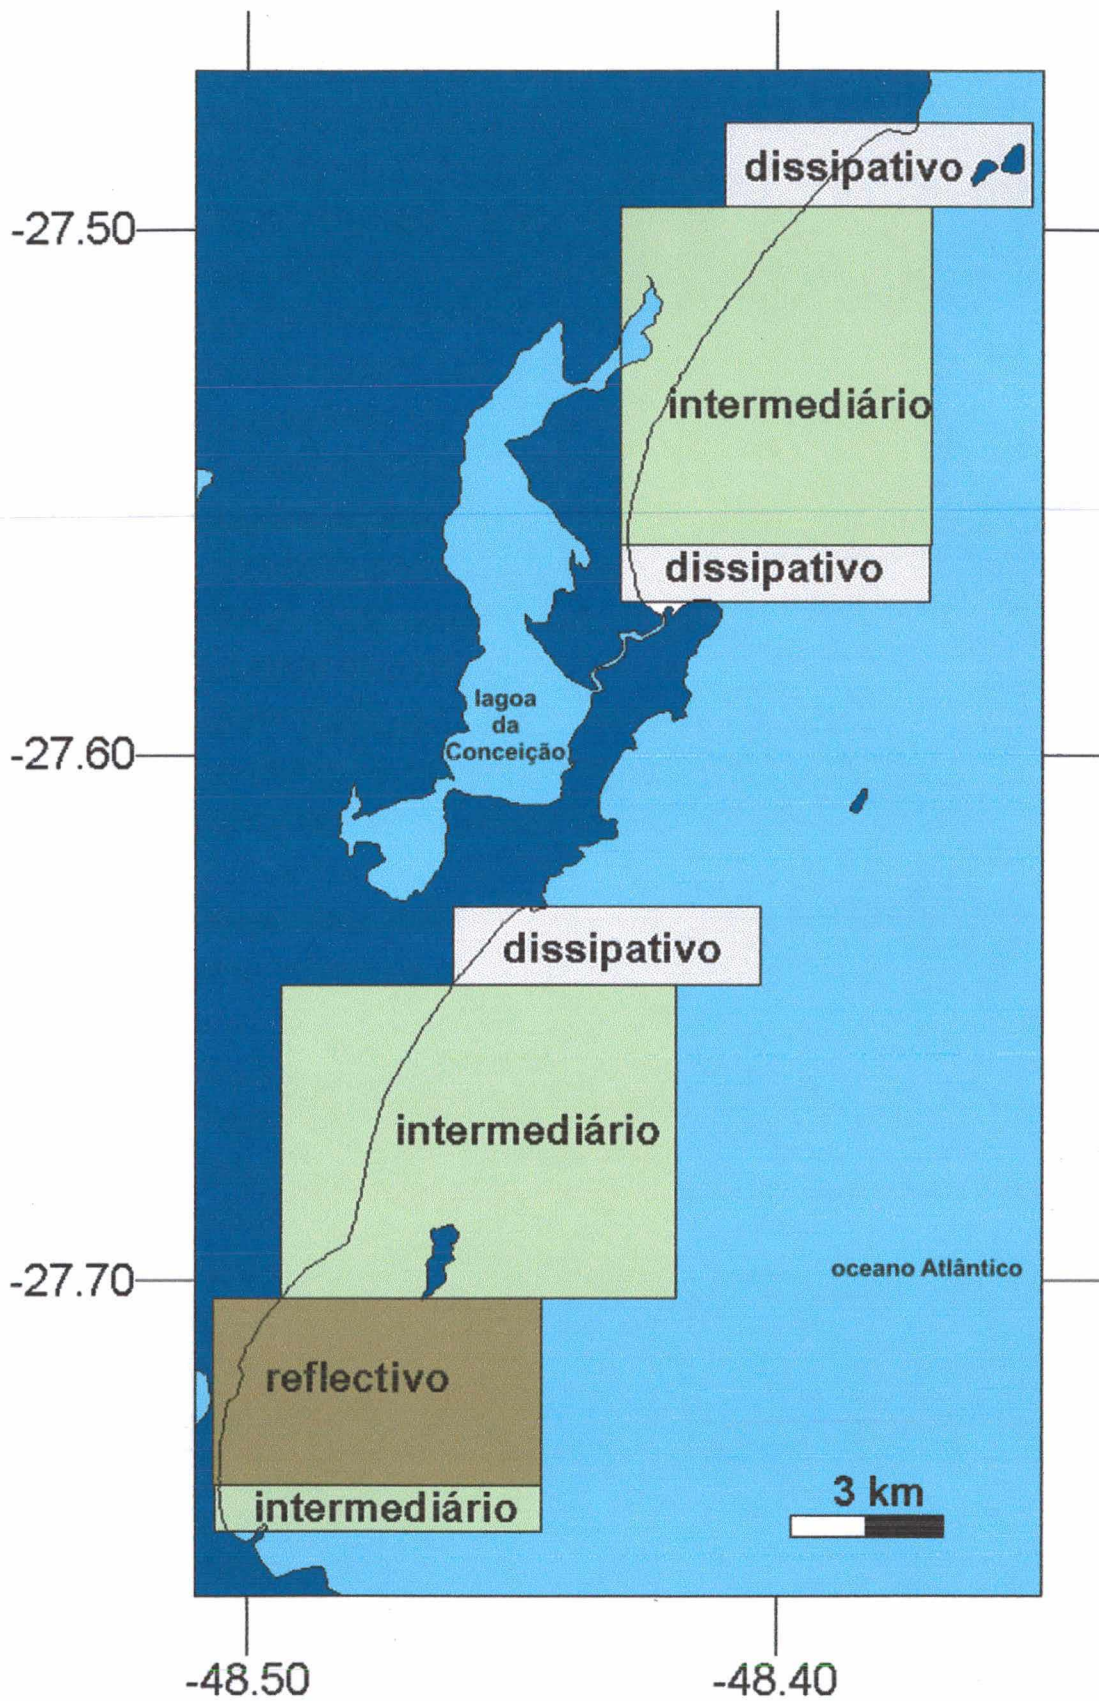 dissipativo
-27.50
intermediário
dissipativo
lagoa
da
Conceição
-27.60
dissipativo
intermediário
oceano Atlântico
-27.70
reflectivo
3 km
intermediário
-48.50
-48.40